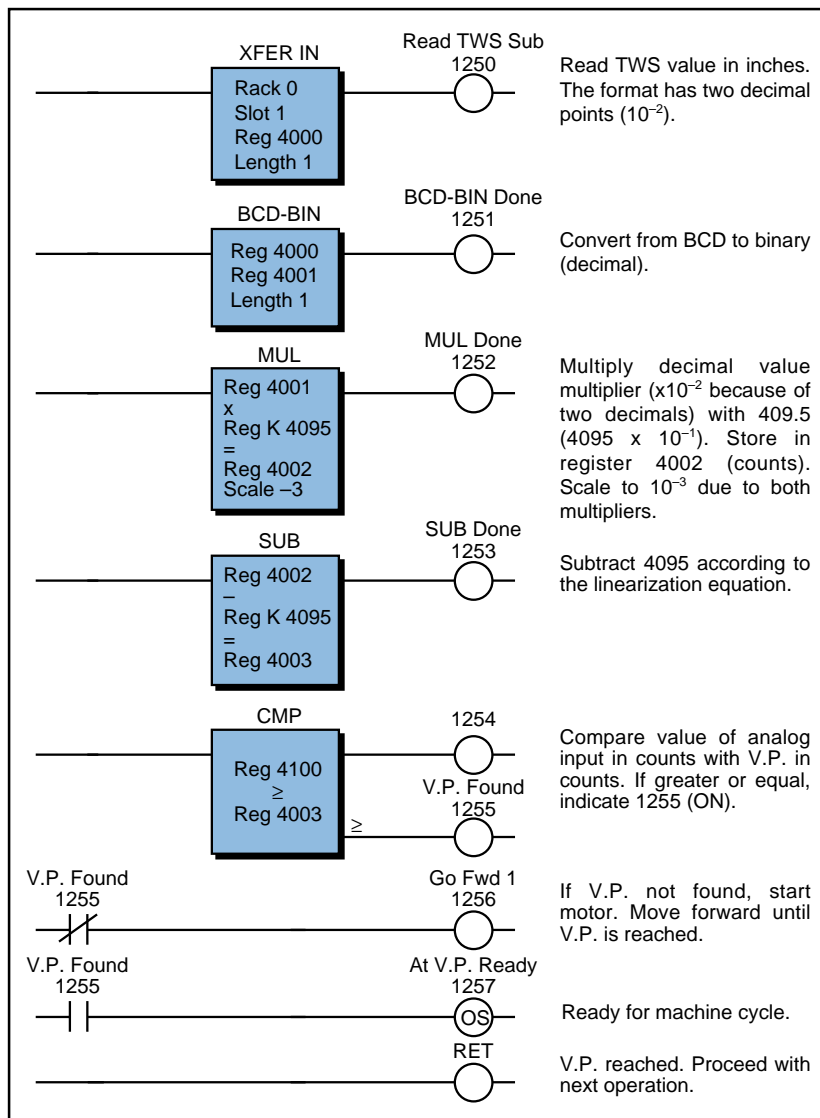 XFER IN
Rack 0
Slot 1
Reg 4000
Length 1
Read TWS Sub
1250
Read TWS value in inches.
The format has two decimal
points (10⁻²).
BCD-BIN
Reg 4000
Reg 4001
Length 1
BCD-BIN Done
1251
Convert from BCD to binary
(decimal).
MUL
Reg 4001
x
Reg K 4095
=
Reg 4002
Scale –3
MUL Done
1252
Multiply decimal value
multiplier (x10⁻² because of
two decimals) with 409.5
(4095 x 10⁻¹). Store in
register 4002 (counts).
Scale to 10⁻³ due to both
multipliers.
SUB
Reg 4002
–
Reg K 4095
=
Reg 4003
SUB Done
1253
Subtract 4095 according to
the linearization equation.
CMP
Reg 4100
≥
Reg 4003
≥
1254
V.P. Found
1255
Compare value of analog
input in counts with V.P. in
counts. If greater or equal,
indicate 1255 (ON).
V.P. Found
1255
Go Fwd 1
1256
If V.P. not found, start
motor. Move forward until
V.P. is reached.
V.P. Found
1255
At V.P. Ready
1257
OS
Ready for machine cycle.
RET
V.P. reached. Proceed with
next operation.